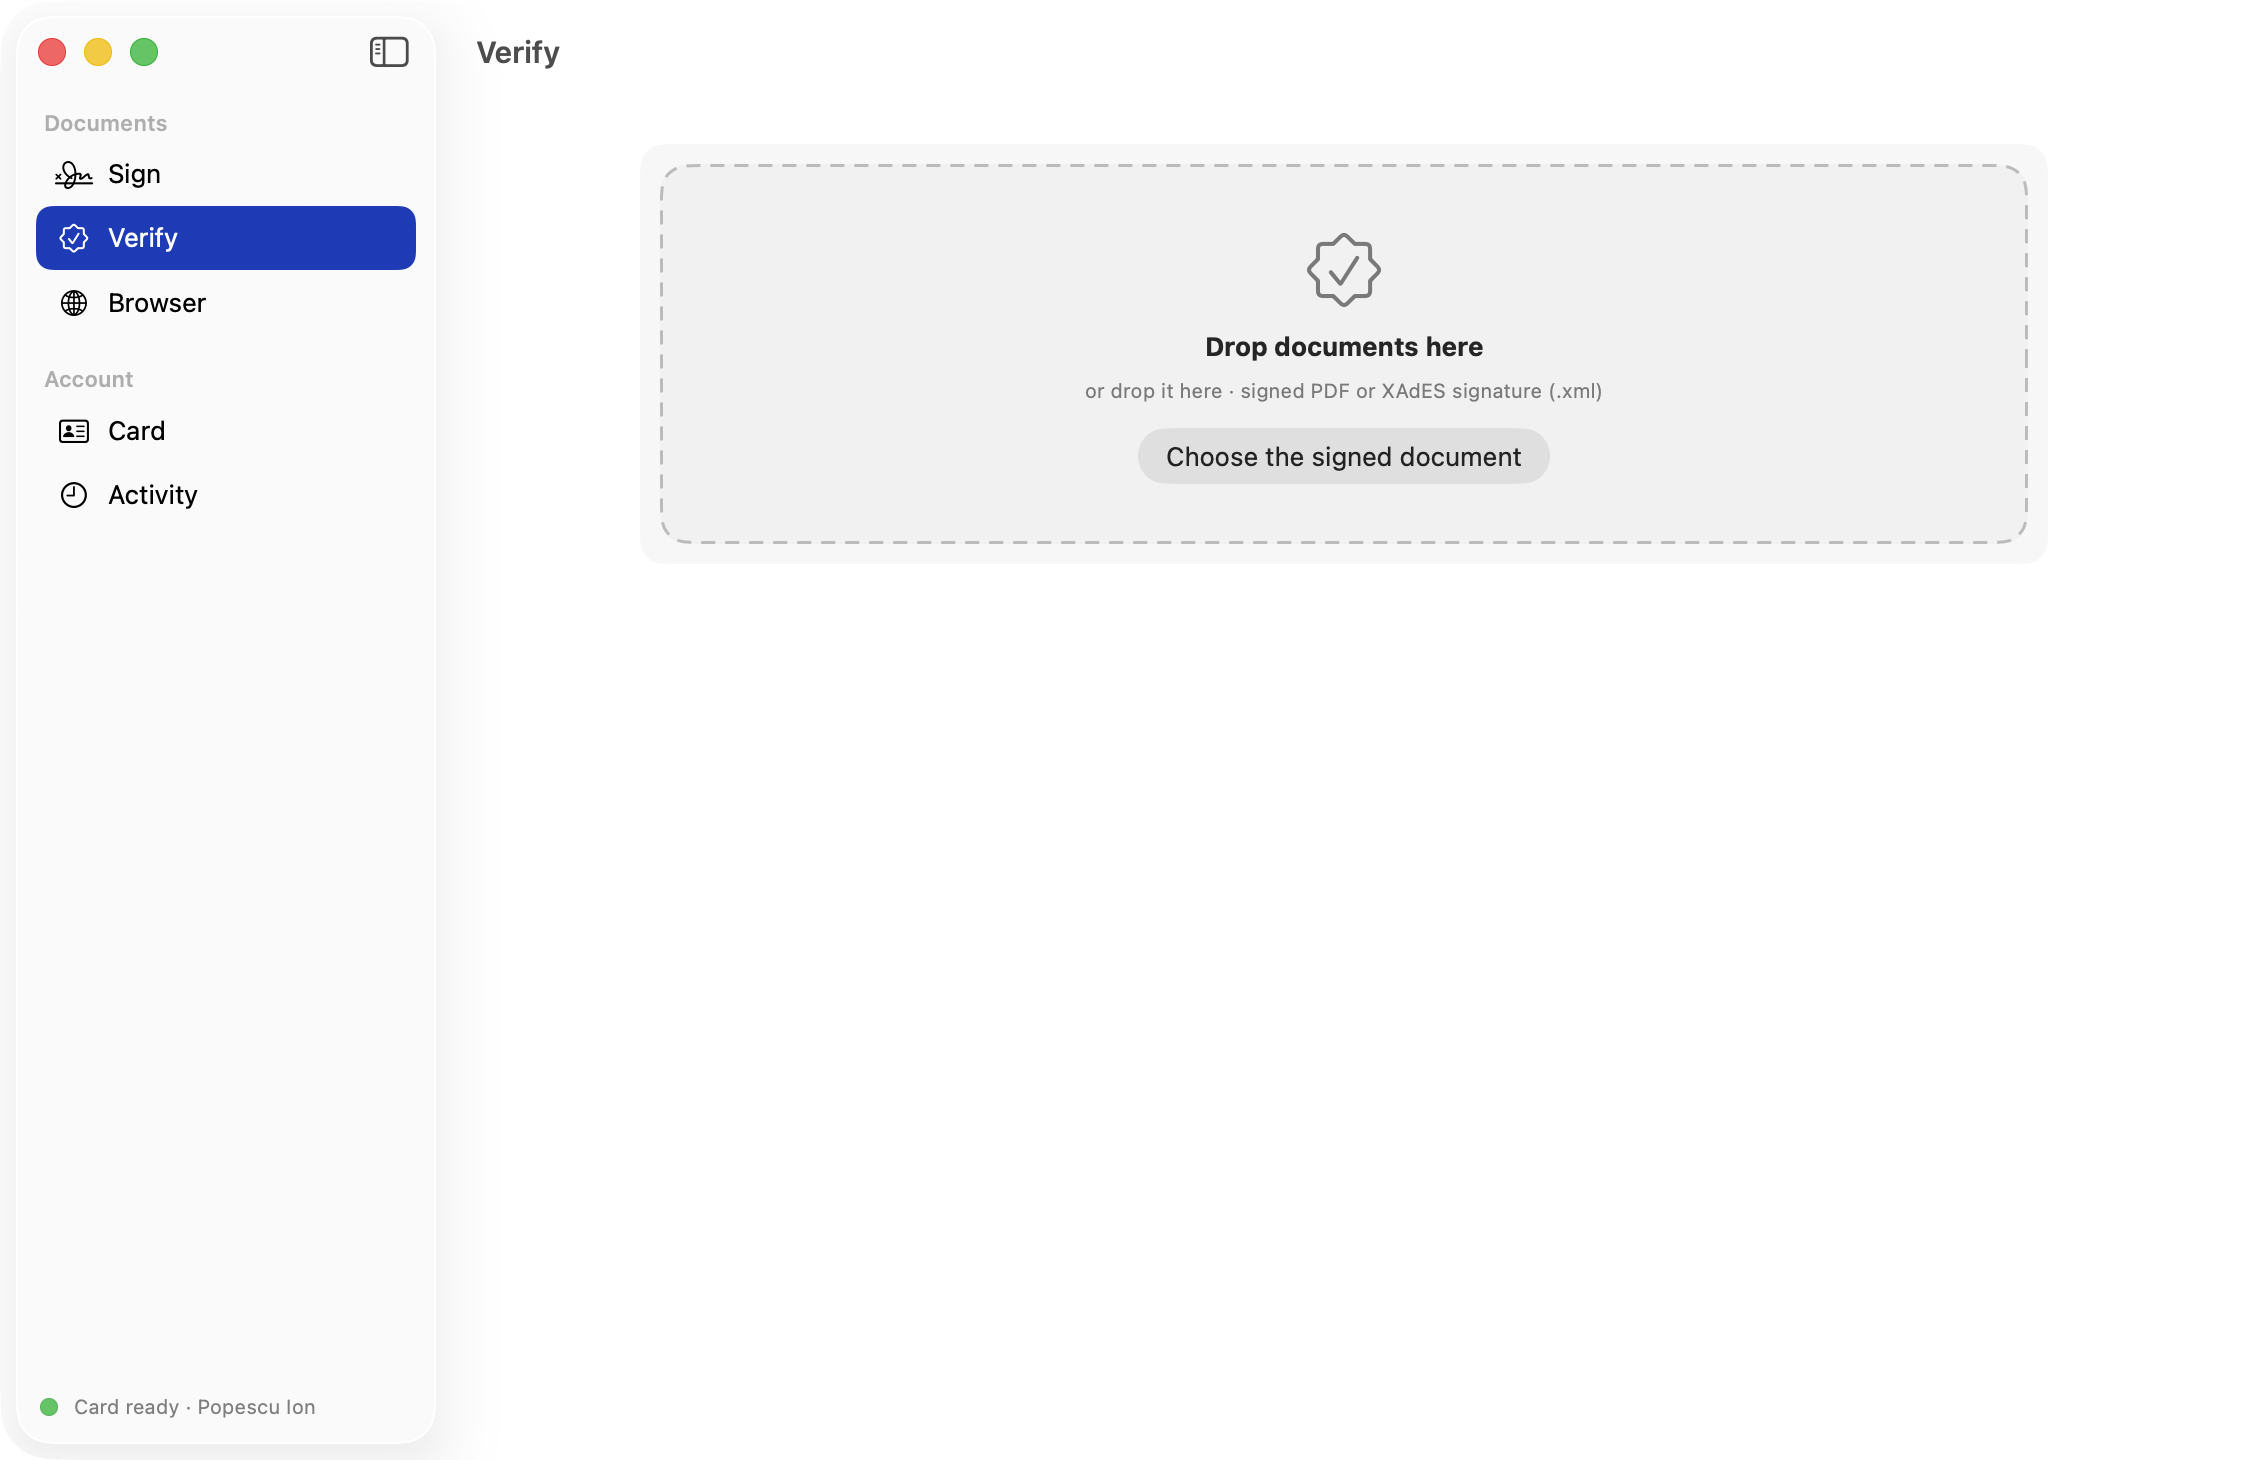 Verify
Documents
Sign
Verify
Browser
Account
Card
Activity
Drop documents here
or drop it here · signed PDF or XAdES signature (.xml)
Choose the signed document
Card ready · Popescu Ion